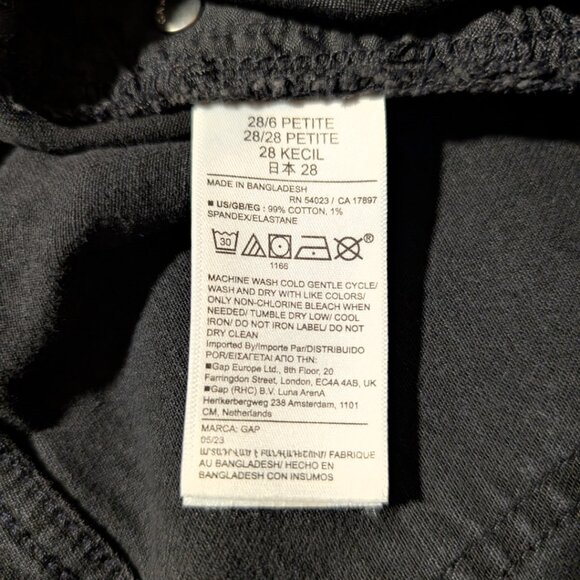 28/6 PETITE
28/28 PETITE
28 KECIL
日本 28
MADE IN BANGLADESH
RN 54023 / CA 17897
■ US/GB/EG : 99% COTTON, 1%
SPANDEX/ELASTANE
30
®
1166
MACHINE WASH COLD GENTLE CYCLE/
WASH AND DRY WITH LIKE COLORS/
ONLY NON-CHLORINE BLEACH WHEN
NEEDED/ TUMBLE DRY LOW/ COOL
IRON/ DO NOT IRON LABEL/ DO NOT
DRY CLEAN
Imported By/Importe Par/DISTRIBUIDO
POR/ΕΙΣΑΓΕΤΑΙ ΑΠΟ ΤΗΝ:
■Gap Europe Ltd., 8th Floor, 20
Farringdon Street, London, EC4A 4AB, UK
■Gap (RHC) B.V. Luna ArenA
Herikerbergweg 238 Amsterdam, 1101
CM, Netherlands
MARCA: GAP
05/23
FABRIQUE
AU BANGLADESH/ HECHO EN
BANGLADESH CON INSUMOS